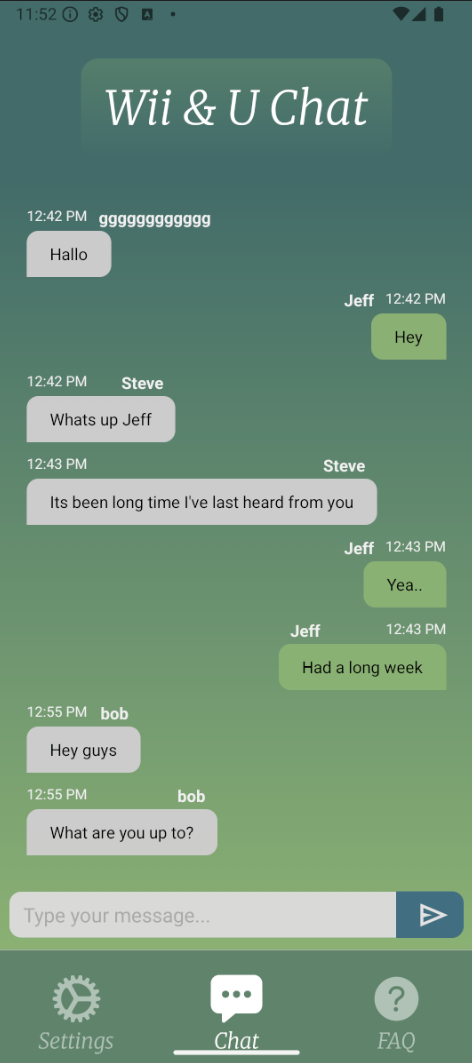 11:52
Wii & U Chat
12:42 PM gggggggggggg
Hallo
Jeff 12:42 PM
Hey
12:42 PM Steve
Whats up Jeff
12:43 PM Steve
Its been long time I've last heard from you
Jeff 12:43 PM
Yea..
Jeff 12:43 PM
Had a long week
12:55 PM bob
Hey guys
12:55 PM bob
What are you up to?
Type your message...
Settings Chat FAQ